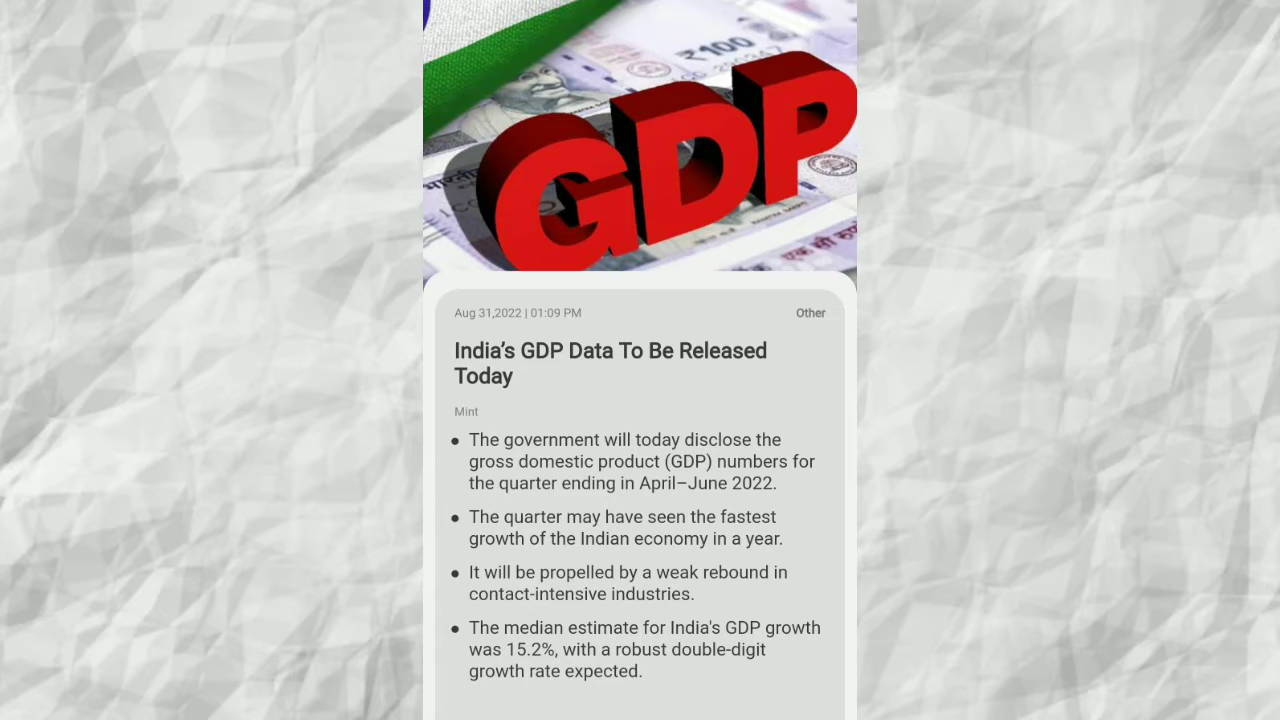 ₹100
GDP
एक सौ रुप
Aug 31,2022 | 01:09 PM
Other
India’s GDP Data To Be Released
Today
Mint
● The government will today disclose the
gross domestic product (GDP) numbers for
the quarter ending in April–June 2022.
● The quarter may have seen the fastest
growth of the Indian economy in a year.
● It will be propelled by a weak rebound in
contact-intensive industries.
● The median estimate for India's GDP growth
was 15.2%, with a robust double-digit
growth rate expected.